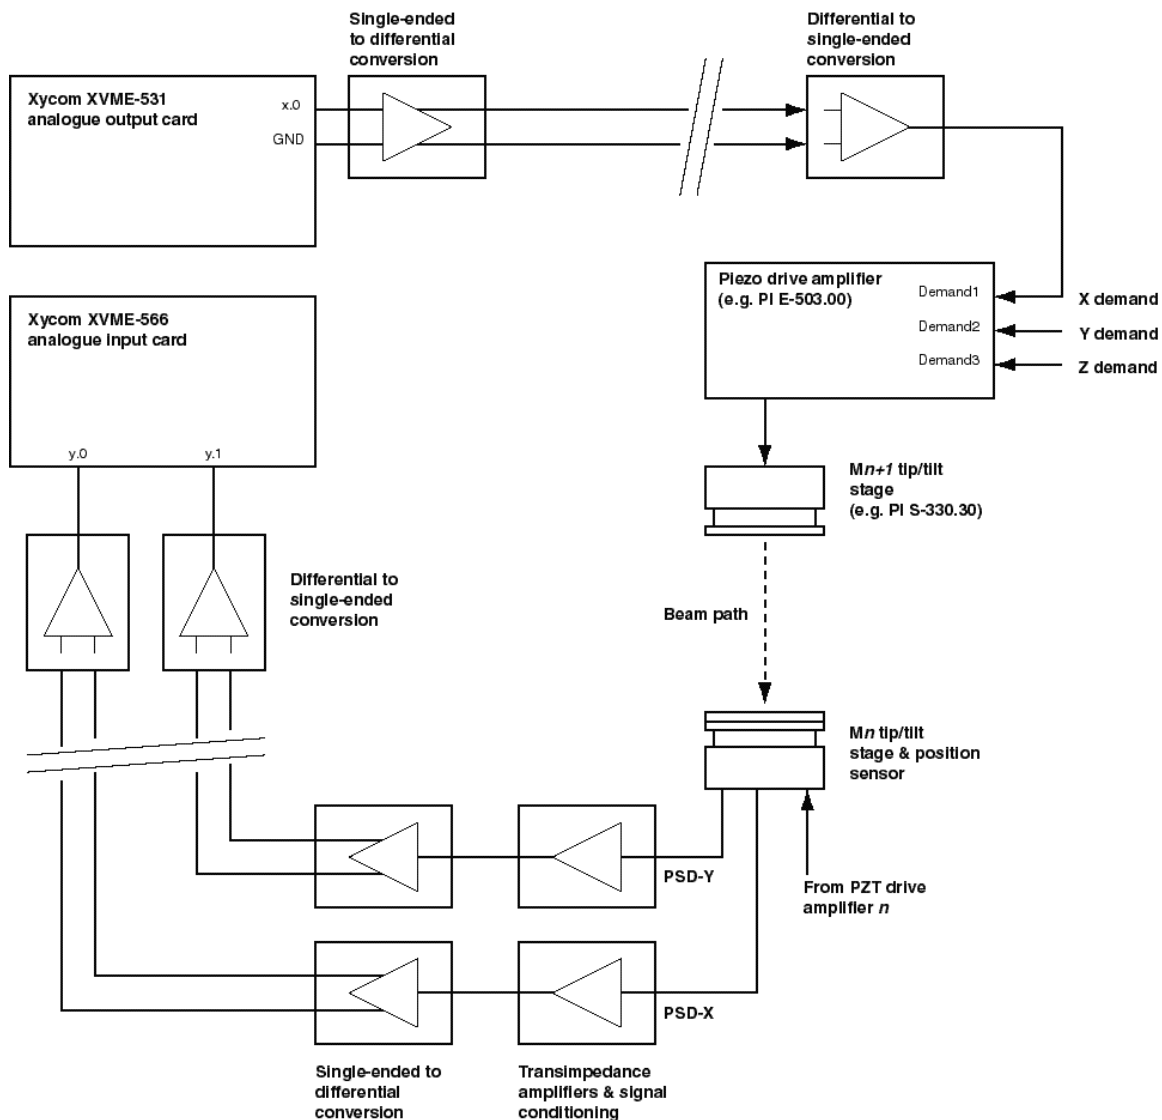 Single-ended
to differential
conversion
Differential to
single-ended
conversion
Xycom XVME-531
analogue output card
x.0
GND
Piezo drive amplifier
(e.g. PI E-503.00)
Demand1
Demand2
Demand3
X demand
Y demand
Z demand
Xycom XVME-566
analogue input card
y.0
y.1
Mn+1 tip/tilt
stage
(e.g. PI S-330.30)
Differential to
single-ended
conversion
Beam path
Mn tip/tilt
stage & position
sensor
PSD-Y
From PZT drive
amplifier n
PSD-X
Single-ended to
differential
conversion
Transimpedance
amplifiers & signal
conditioning